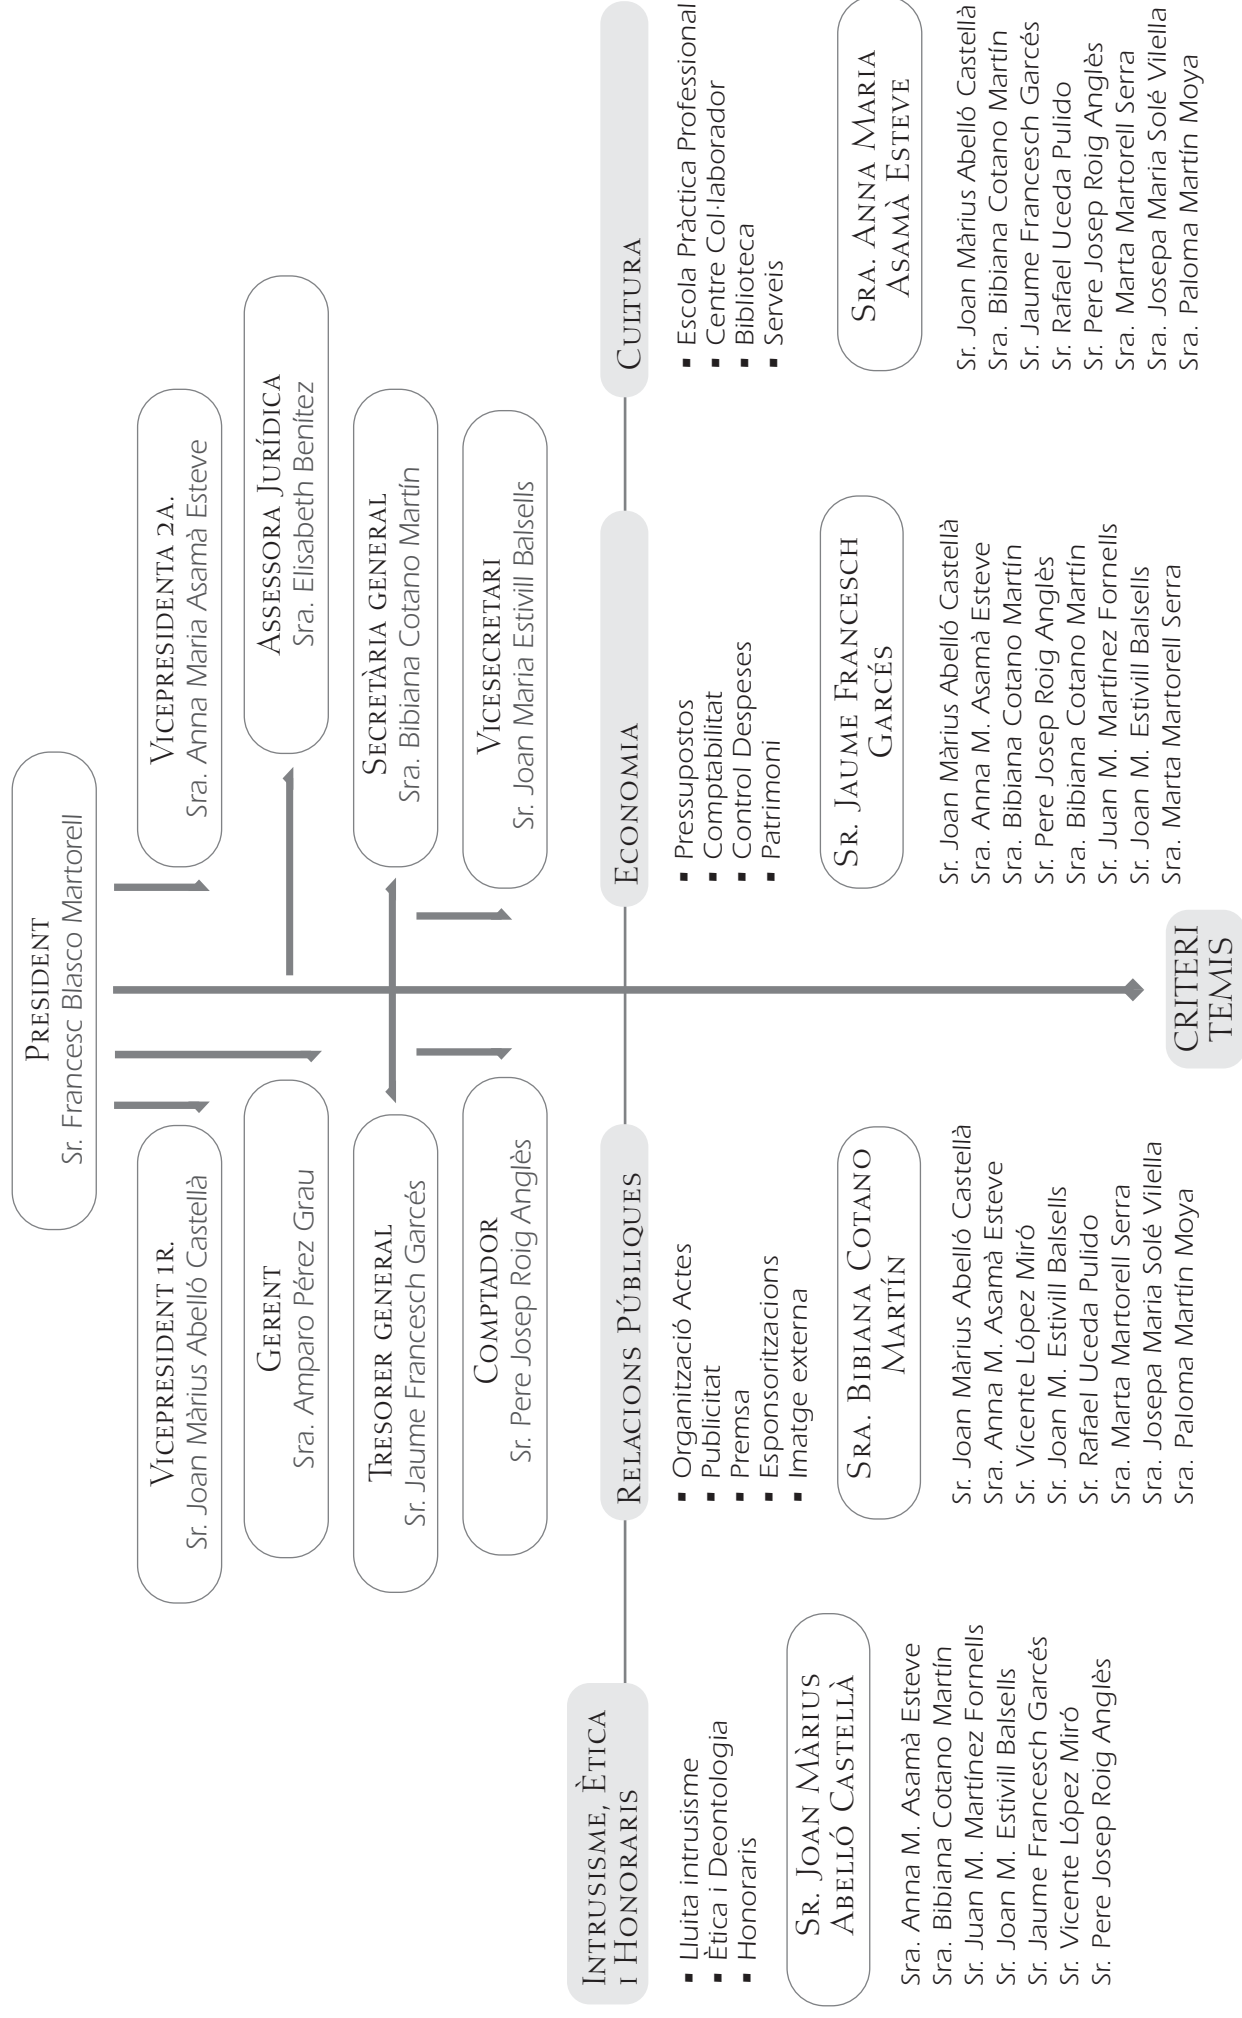 PRESIDENT
Sr. Francesc Blasco Martorell
VICEPRESIDENT 1R.
Sr. Joan Màrius Abelló Castellà
VICEPRESIDENTA 2A.
Sra. Anna Maria Asamà Esteve
GERENT
Sra. Amparo Pérez Grau
ASSESSORA JURÍDICA
Sra. Elisabeth Benítez
TRESORER GENERAL
Sr. Jaume Francesch Garcés
SECRETÀRIA GENERAL
Sra. Bibiana Cotano Martín
COMPTADOR
Sr. Pere Josep Roig Anglès
VICESECRETARI
Sr. Joan Maria Estivill Balsells
INTRUSISME, ÈTICA
I HONORARIS
▪ Lluita intrusisme
▪ Ètica i Deontologia
▪ Honoraris
SR. JOAN MÀRIUS
ABELLÓ CASTELLÀ
Sra. Anna M. Asamà Esteve
Sra. Bibiana Cotano Martín
Sr. Juan M. Martínez Fornells
Sr. Joan M. Estivill Balsells
Sr. Jaume Francesch Garcés
Sr. Vicente López Miró
Sr. Pere Josep Roig Anglès
RELACIONS PÚBLIQUES
▪ Organització Actes
▪ Publicitat
▪ Premsa
▪ Esponsoritzacions
▪ Imatge externa
SRA. BIBIANA COTANO
MARTÍN
Sr. Joan Màrius Abelló Castellà
Sra. Anna M. Asamà Esteve
Sr. Vicente López Miró
Sr. Joan M. Estivill Balsells
Sr. Rafael Uceda Pulido
Sra. Marta Martorell Serra
Sra. Josepa Maria Solé Vilella
Sra. Paloma Martín Moya
ECONOMIA
▪ Pressupostos
▪ Comptabilitat
▪ Control Despeses
▪ Patrimoni
SR. JAUME FRANCESCH
GARCÉS
Sr. Joan Màrius Abelló Castellà
Sra. Anna M. Asamà Esteve
Sra. Bibiana Cotano Martín
Sr. Pere Josep Roig Anglès
Sra. Bibiana Cotano Martín
Sr. Juan M. Martínez Fornells
Sr. Joan M. Estivill Balsells
Sra. Marta Martorell Serra
CULTURA
▪ Escola Pràctica Professional
▪ Centre Col·laborador
▪ Biblioteca
▪ Serveis
SRA. ANNA MARIA
ASAMÀ ESTEVE
Sr. Joan Màrius Abelló Castellà
Sra. Bibiana Cotano Martín
Sr. Jaume Francesch Garcés
Sr. Rafael Uceda Pulido
Sr. Pere Josep Roig Anglès
Sra. Marta Martorell Serra
Sra. Josepa Maria Solé Vilella
Sra. Paloma Martín Moya
CRITERI
TEMIS